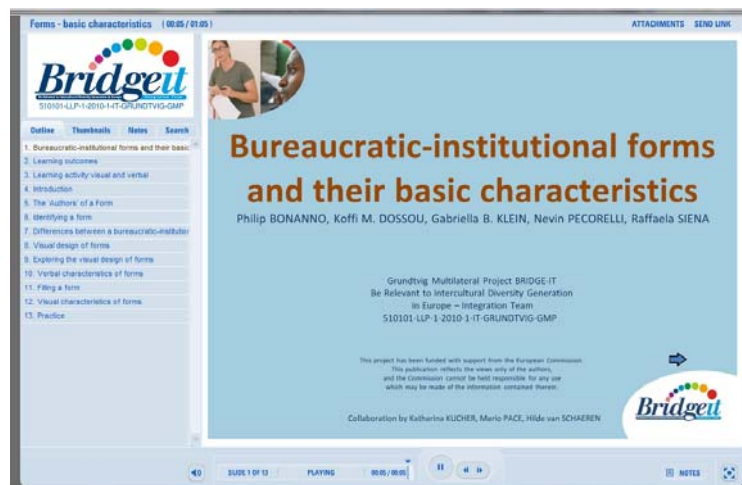 Forms - basic characteristics ( 00:05 / 01:05 )
ATTACHMENTS SEND LINK
Bridgeit
510101-LLP-1-2010-1-IT-GRUNDTVIG-GMP
Outline Thumbnails Notes Search
1. Bureaucratic-institutional forms and their basic
2. Learning outcomes
3. Learning activity:visual and verbal
4. Introduction
5. The 'Authors' of a Form
6. Identifying a form
7. Differences between a bureaucratic-institution
8. Visual design of forms
9. Exploring the visual design of forms
10. Verbal characteristics of forms
11. Filling a form
12. Visual characteristics of forms
13. Practice
Bureaucratic-institutional forms
and their basic characteristics
Philip BONANNO, Koffi M. DOSSOU, Gabriella B. KLEIN, Nevin PECORELLI, Raffaela SIENA
Grundtvig Multilateral Project BRIDGE-IT
Be Relevant to Intercultural Diversity Generation
in Europe – Integration Team
510101-LLP-1-2010-1-IT-GRUNDTVIG-GMP
This project has been funded with support from the European Commission.
This publication reflects the views only of the authors,
and the Commission cannot be held responsible for any use
which may be made of the information contained therein.
Collaboration by Katharina KUCHER, Mario PACE, Hilde van SCHAEREN
Bridgeit
SLIDE 1 OF 13 PLAYING 00:05 / 00:05 NOTES